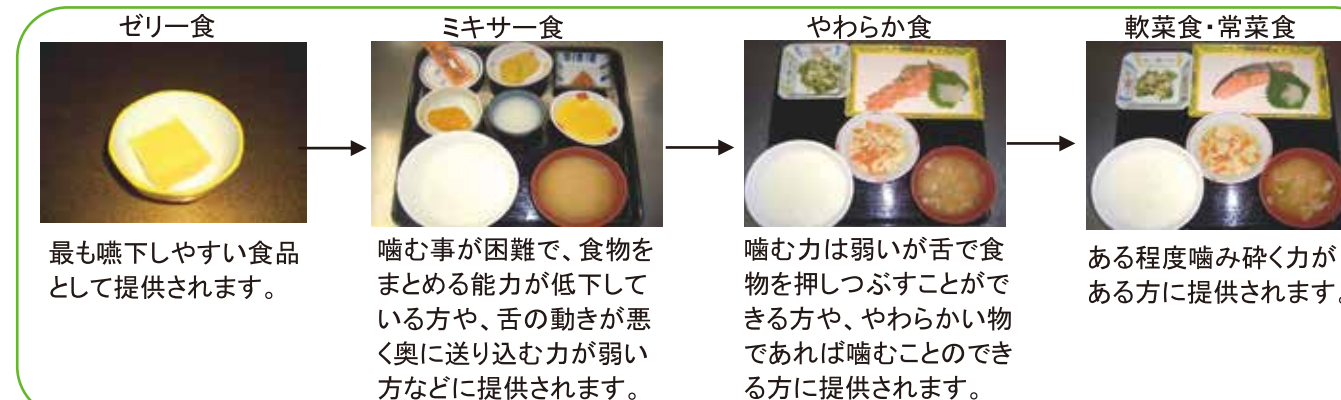 ゼリー食
最も嚥下しやすい食品
として提供されます。
ミキサー食
噛む事が困難で、食物を
まとめる能力が低下して
いる方や、舌の動きが悪
く奥に送り込む力が弱い
方などに提供されます。
やわらか食
噛む力は弱いが舌で食
物を押しつぶすことがで
きる方や、やわらかい物
であれば噛むことのでき
る方に提供されます。
軟菜食・常菜食
ある程度噛み砕く力が
ある方に提供されます。